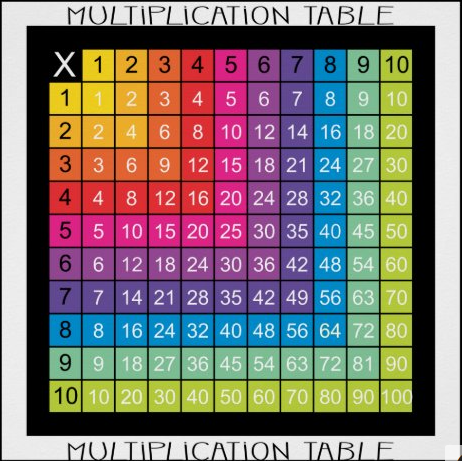 MULTIPLICATION TABLE
X 1 2 3 4 5 6 7 8 9 10
1 1 2 3 4 5 6 7 8 9 10
2 2 4 6 8 10 12 14 16 18 20
3 3 6 9 12 15 18 21 24 27 30
4 4 8 12 16 20 24 28 32 36 40
5 5 10 15 20 25 30 35 40 45 50
6 6 12 18 24 30 36 42 48 54 60
7 7 14 21 28 35 42 49 56 63 70
8 8 16 24 32 40 48 56 64 72 80
9 9 18 27 36 45 54 63 72 81 90
10 10 20 30 40 50 60 70 80 90 100
MULTIPLICATION TABLE